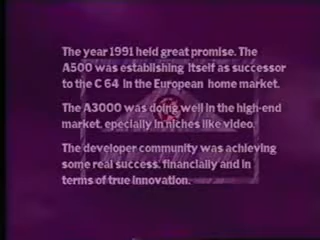 The year 1991 held great promise. The
A500 was establishing itself as successor
to the C 64 in the European home market.
The A3000 was doing well in the high-end
market, epecially in niches like video.
The developer community was achieving
some real success, financially and in
terms of true innovation.